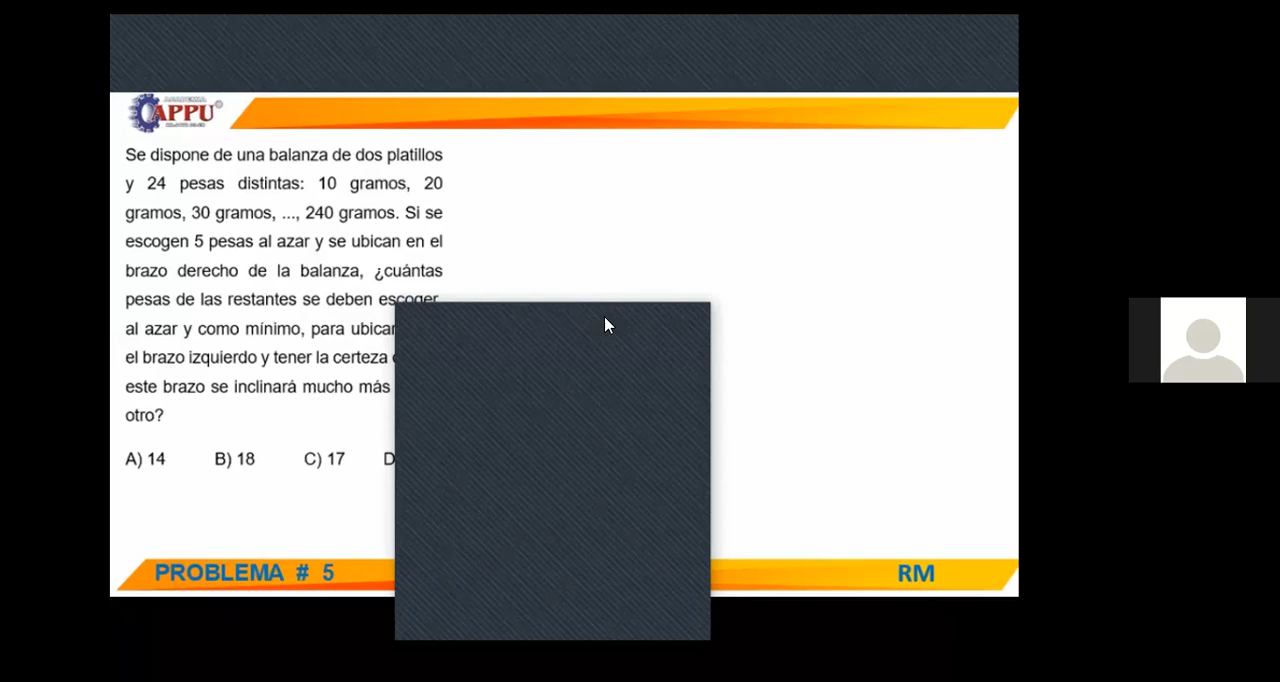 APPU
Se dispone de una balanza de dos platillos
y 24 pesas distintas: 10 gramos, 20
gramos, 30 gramos, ..., 240 gramos. Si se
escogen 5 pesas al azar y se ubican en el
brazo derecho de la balanza, ¿cuántas
pesas de las restantes se deben escoger,
al azar y como mínimo, para
el brazo izquierdo y tener la certeza
este brazo se inclinará mucho más
otro?
A) 14 B) 18 C) 17 D
PROBLEMA # 5
RM